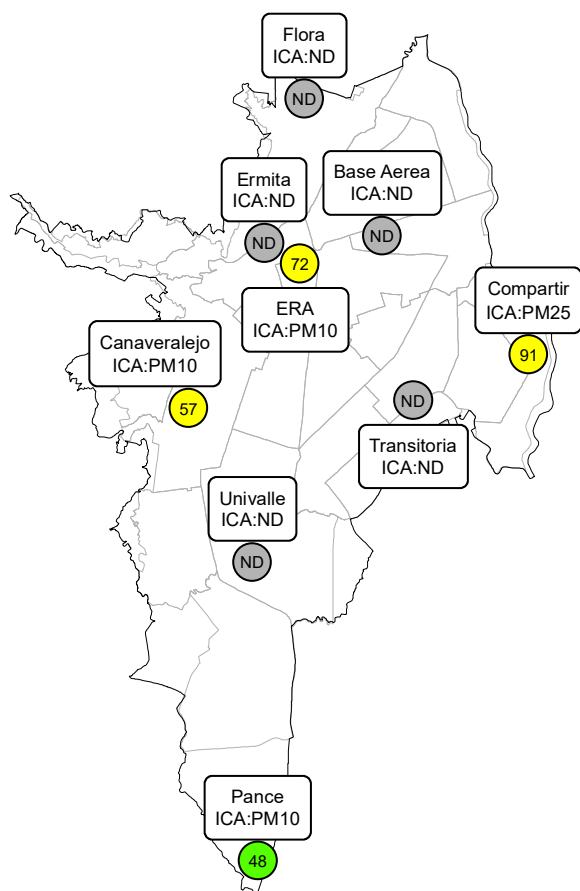 Flora
ICA:ND
ND
Ermita
ICA:ND
ND
Base Aerea
ICA:ND
ND
72
ERA
ICA:PM10
Compartir
ICA:PM25
91
Canaveralejo
ICA:PM10
57
ND
Transitoria
ICA:ND
Univalle
ICA:ND
ND
Pance
ICA:PM10
48